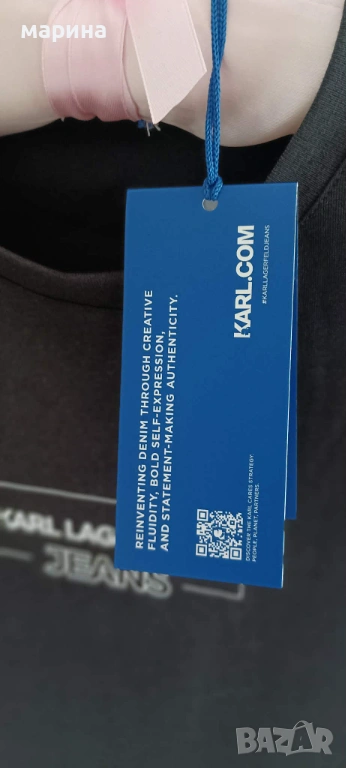 марина
REINVENTING DENIM THROUGH CREATIVE
FLUIDITY, BOLD SELF-EXPRESSION,
AND STATEMENT-MAKING AUTHENTICITY.
KARL.COM
#KARLLAGERFELDJEANS
DISCOVER THE KARL CARES STRATEGY
PEOPLE, PLANET, PARTNERS.
KARL LAG
JEANS
BAZAR